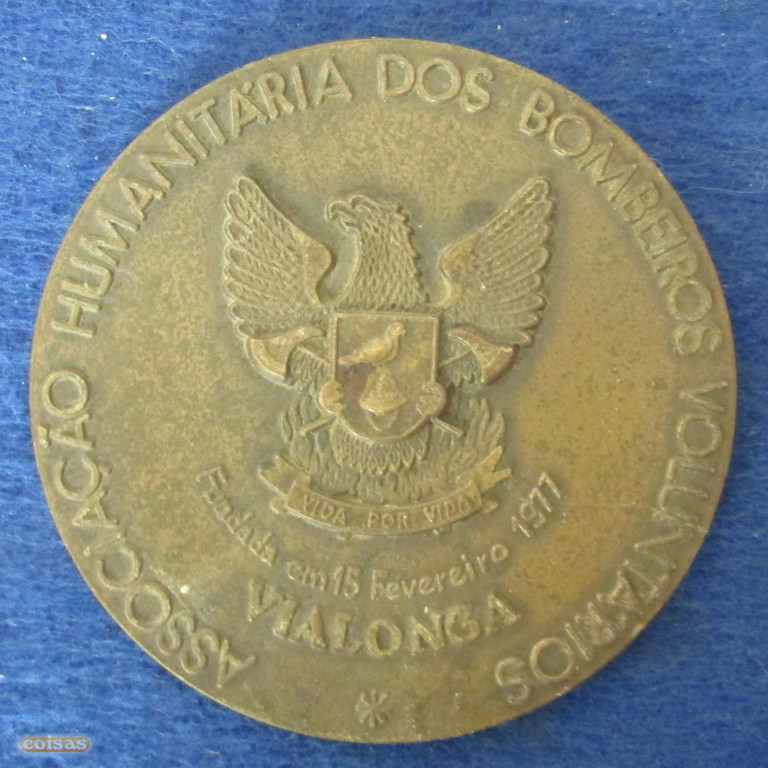 ASSOCIAÇÃO HUMANITÁRIA DOS BOMBEIROS VOLUNTÁRIOS
VIDA POR VIDA
Fundada em 15 Fevereiro 1977
VIALONGA
coisas